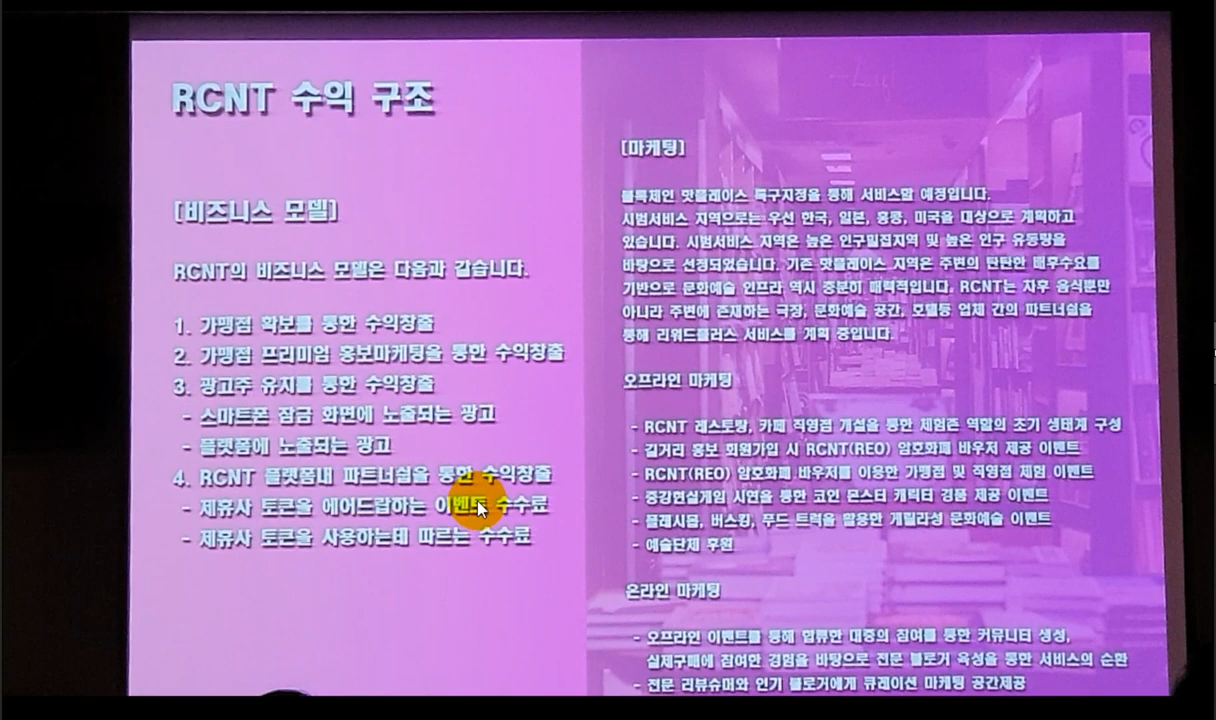 RCNT 수익 구조
[비즈니스 모델]
RCNT의 비즈니스 모델은 다음과 같습니다.
1. 가맹점 확보를 통한 수익창출
2. 가맹점 프리미엄 홍보마케팅을 통한 수익창출
3. 광고주 유치를 통한 수익창출
- 스마트폰 잠금 화면에 노출되는 광고
- 플랫폼에 노출되는 광고
4. RCNT 플랫폼내 파트너쉽을 통한 수익창출
- 제휴사 토큰을 에어드랍하는 이벤트 수수료
- 제휴사 토큰을 사용하는데 따르는 수수료
[마케팅]
블록체인 핫플레이스 특구지정을 통해 서비스할 예정입니다.
시범서비스 지역으로는 우선 한국, 일본, 홍콩, 미국을 대상으로 계획하고
있습니다. 시범서비스 지역은 높은 인구밀집지역 및 높은 인구 유동량을
바탕으로 선정되었습니다. 기존 핫플레이스 지역은 주변의 탄탄한 배후수요를
기반으로 문화예술 인프라 역시 충분히 매력적입니다. RCNT는 차후 음식뿐만
아니라 주변에 존재하는 극장, 문화예술 공간, 호텔등 업체 간의 파트너쉽을
통해 리워드플러스 서비스를 계획 중입니다.
오프라인 마케팅
- RCNT 레스토랑, 카페 직영점 개설을 통한 체험존 역할의 초기 생태계 구성
- 길거리 홍보 회원가입 시 RCNT(REO) 암호화폐 바우저 제공 이벤트
- RCNT(REO) 암호화폐 바우저를 이용한 가맹점 및 직영점 체험 이벤트
- 증강현실게임 시연을 통한 코인 몬스터 캐릭터 경품 제공 이벤트
- 플래시몹, 버스킹, 푸드 트럭을 활용한 게릴라성 문화예술 이벤트
- 예술단체 후원
온라인 마케팅
- 오프라인 이벤트를 통해 합류한 대중의 참여를 통한 커뮤니티 생성,
실제구매에 참여한 경험을 바탕으로 전문 블로거 육성을 통한 서비스의 순환
- 전문 리뷰슈머와 인기 블로거에게 큐레이션 마케팅 공간제공